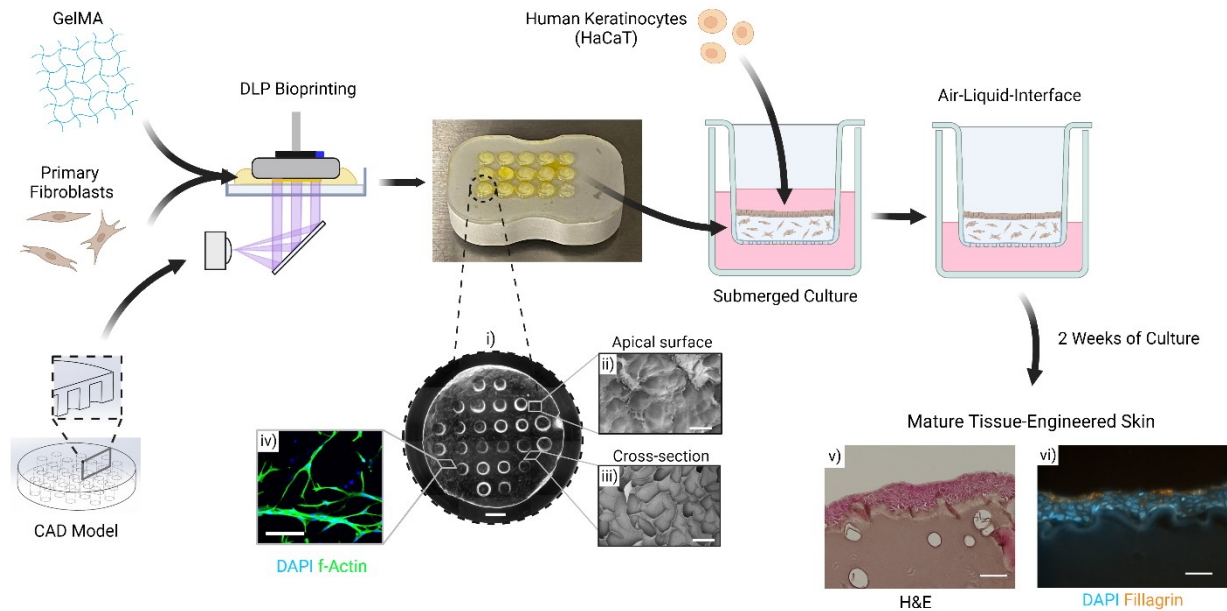 GelMA
DLP Bioprinting
Human Keratinocytes
(HaCaT)
Air-Liquid-Interface
Primary
Fibroblasts
Submerged Culture
2 Weeks of Culture
i)
Apical surface
ii)
Cross-section
iii)
iv)
DAPI f-Actin
CAD Model
Mature Tissue-Engineered Skin
v)
vi)
H&E
DAPI Fillagrin